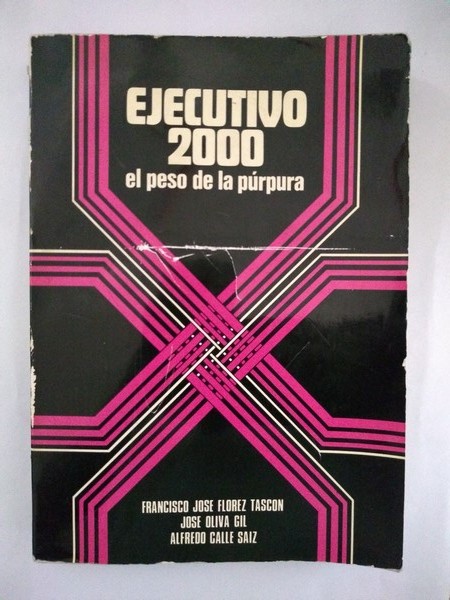 EJECUTIVO
2000
el peso de la púrpura
FRANCISCO JOSE FLOREZ TASCON
JOSE OLIVA GIL
ALFREDO CALLE SAIZ